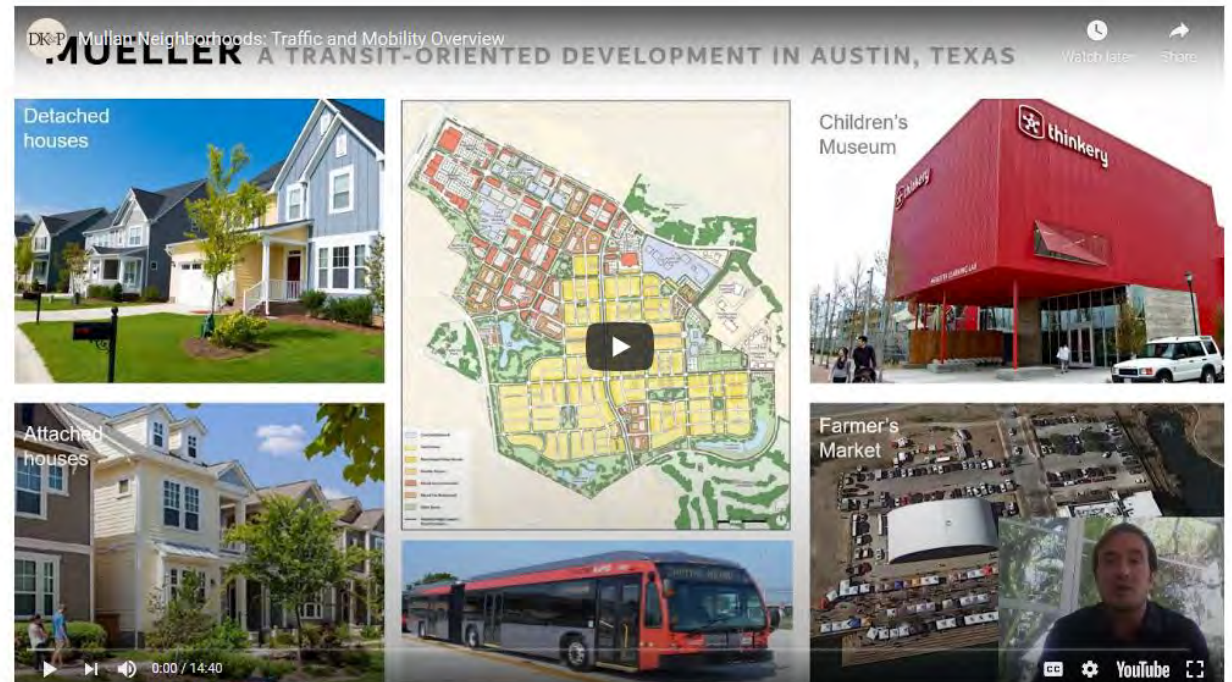 DK&P
Mullan Neighborhoods: Traffic and Mobility Overview
Watch later
Share
MUELLER A TRANSIT-ORIENTED DEVELOPMENT IN AUSTIN, TEXAS
Detached
houses
Children's
Museum
thinkery
thinkery
Attached
houses
Farmer's
Market
0:00 / 14:40
CC
YouTube